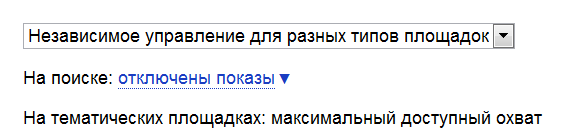 Независимое управление для разных типов площадок
На поиске: отключены показы ▼
На тематических площадках: максимальный доступный охват